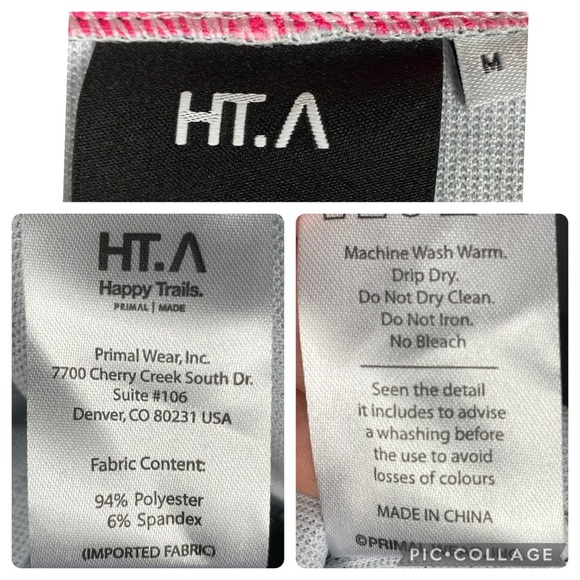 HT.Λ
M
HT.Λ
Happy Trails.
PRIMAL | MADE
Primal Wear, Inc.
7700 Cherry Creek South Dr.
Suite #106
Denver, CO 80231 USA
Fabric Content:
94% Polyester
6% Spandex
(IMPORTED FABRIC)
Machine Wash Warm.
Drip Dry.
Do Not Dry Clean.
Do Not Iron.
No Bleach
Seen the detail
it includes to advise
a whashing before
the use to avoid
losses of colours
MADE IN CHINA
©PRIMAL
PIC•COLLAGE